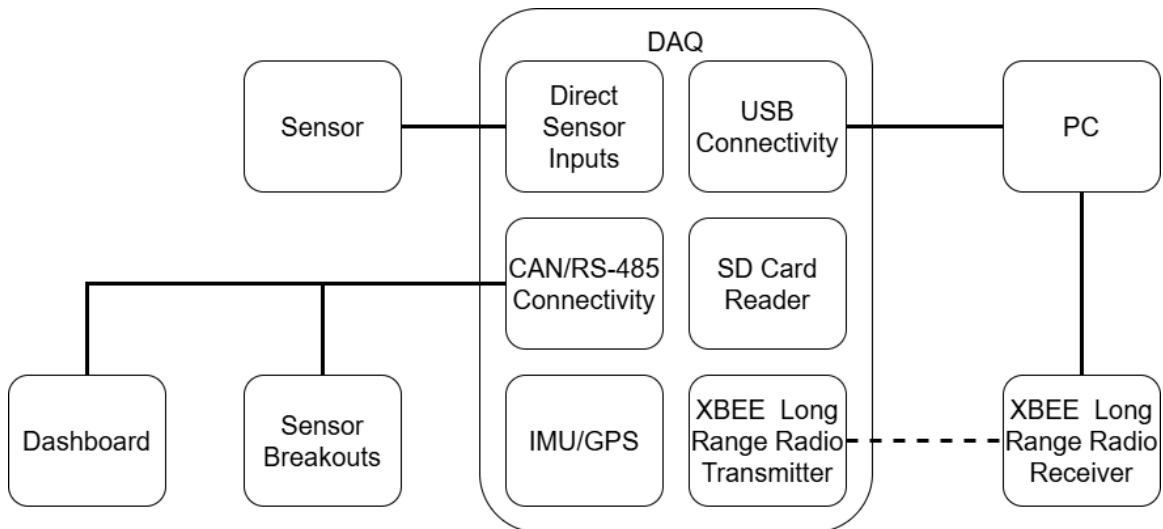 DAQ
Sensor
Direct
Sensor
Inputs
USB
Connectivity
PC
CAN/RS-485
Connectivity
SD Card
Reader
Dashboard
Sensor
Breakouts
IMU/GPS
XBEE  Long
Range Radio
Transmitter
XBEE  Long
Range Radio
Receiver